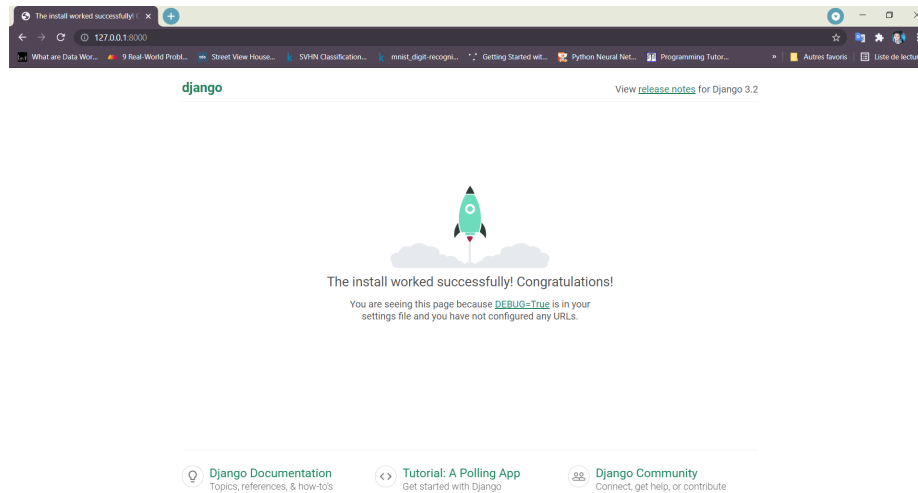 The install worked successfully! C
127.0.0.1:8000
What are Data Wor...
9 Real-World Probl...
Street View House...
SVHN Classification...
mnist_digit-recogni...
Getting Started wit...
Python Neural Net...
Programming Tutor...
»
Autres favoris
Liste de lectur
django
View release notes for Django 3.2
The install worked successfully! Congratulations!
You are seeing this page because DEBUG=True is in your
settings file and you have not configured any URLs.
Django Documentation
Topics, references, & how-to's
Tutorial: A Polling App
Get started with Django
Django Community
Connect, get help, or contribute